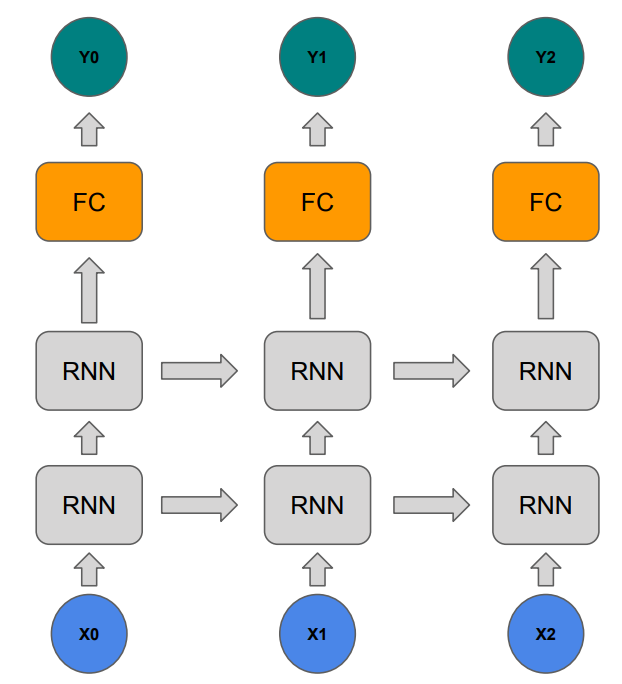 Y0 Y1 Y2
FC FC FC
RNN RNN RNN
RNN RNN RNN
X0 X1 X2